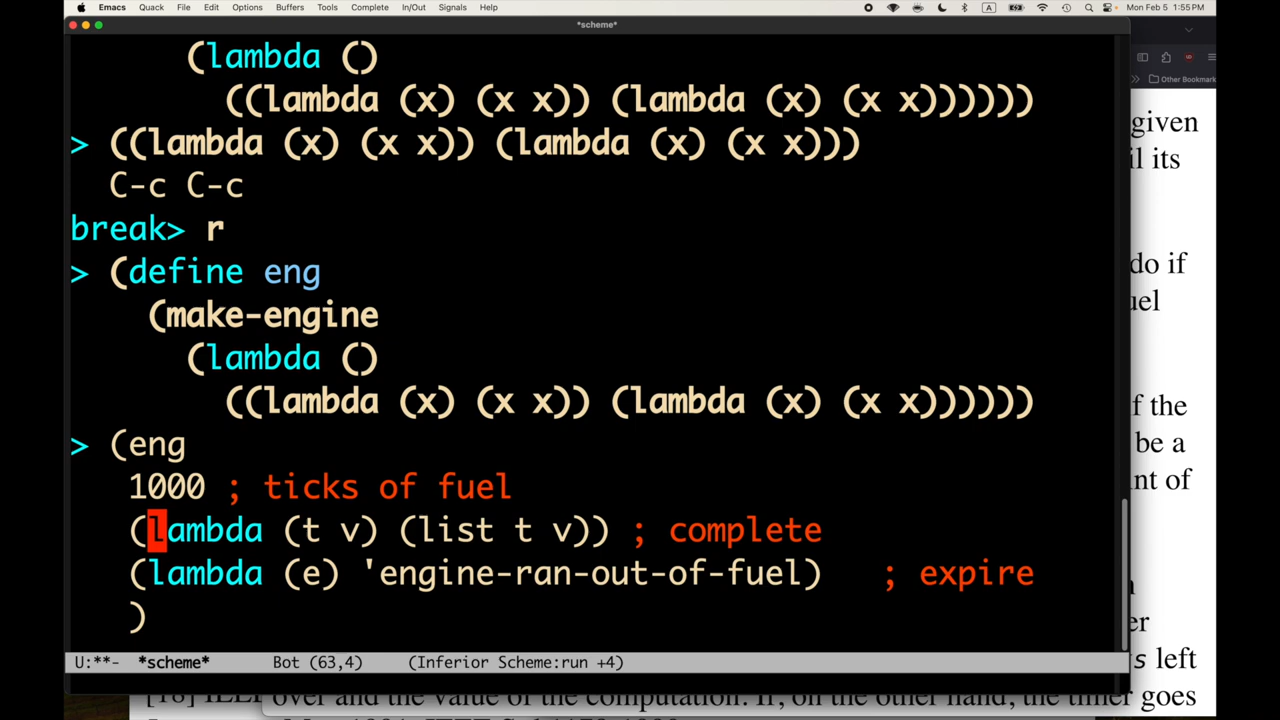 Emacs Quack File Edit Options Buffers Tools Complete In/Out Signals Help Mon Feb 5 1:55 PM
*scheme*
(lambda ()
((lambda (x) (x x)) (lambda (x) (x x))))))
> ((lambda (x) (x x)) (lambda (x) (x x)))
C-c C-c
break> r
> (define eng
(make-engine
(lambda ()
((lambda (x) (x x)) (lambda (x) (x x))))))
> (eng
1000 ; ticks of fuel
(lambda (t v) (list t v)) ; complete
(lambda (e) 'engine-ran-out-of-fuel) ; expire
)
U:**- *scheme* Bot (63,4) (Inferior Scheme:run +4)
Other Bookmark
given
il its
do if
uel
f the
be a
nt of
er
s left
over and the value of the computation. If, on the other hand, the timer goes